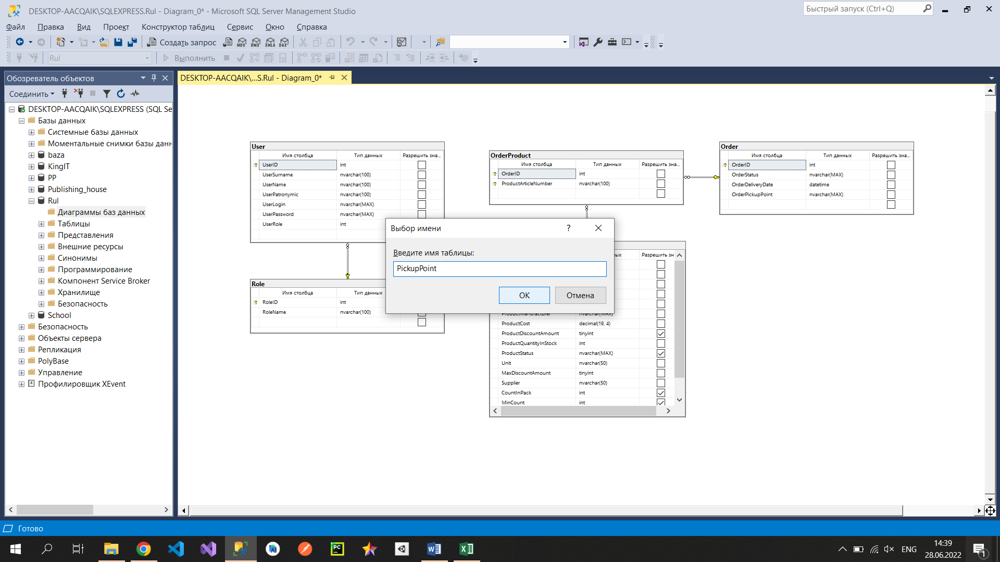 DESKTOP-AACQAIK\SQLEXPRESS.Rul - Diagram_0* - Microsoft SQL Server Management Studio
Быстрый запуск (Ctrl+Q)
Файл Правка Вид Проект Конструктор таблиц Сервис Окно Справка
Создать запрос MDX DMX XMLA DAX
Rul Выполнить
Обозреватель объектов
DESKTOP-AACQAIK\...S.Rul - Diagram_0*
Соединить
DESKTOP-AACQAIK\SQLEXPRESS (SQL Se
Базы данных
Системные базы данных
Моментальные снимки базы данн
baza
KingIT
PP
Publishing_house
Rul
Диаграммы баз данных
Таблицы
Представления
Внешние ресурсы
Синонимы
Программирование
Компонент Service Broker
Хранилище
Безопасность
School
Безопасность
Объекты сервера
Репликация
PolyBase
Управление
Профилировщик XEvent
User
Имя столбца Тип данных Разрешить зна...
UserID int
UserSurname nvarchar(100)
UserName nvarchar(100)
UserPatronymic nvarchar(100)
UserLogin nvarchar(MAX)
UserPassword nvarchar(MAX)
UserRole int
Role
Имя столбца Тип данных
RoleID int
RoleName nvarchar(100)
OrderProduct
Имя столбца Тип данных Разрешить зна...
OrderID int
ProductArticleNumber nvarchar(100)
Order
Имя столбца Тип данных Разрешить зна...
OrderID int
OrderStatus nvarchar(MAX)
OrderDeliveryDate datetime
OrderPickupPoint nvarchar(MAX)
Выбор имени ?
Введите имя таблицы:
PickupPoint
ОК Отмена
ных Разрешить зн
ProductManufacturer nvarchar(MAX)
ProductCost decimal(19, 4)
ProductDiscountAmount tinyint
ProductQuantityInStock int
ProductStatus nvarchar(MAX)
Unit nvarchar(50)
MaxDiscountAmount tinyint
Supplier nvarchar(50)
CountInPack int
MinCount int
Готово
PC
ENG
14:39
28.06.2022
1